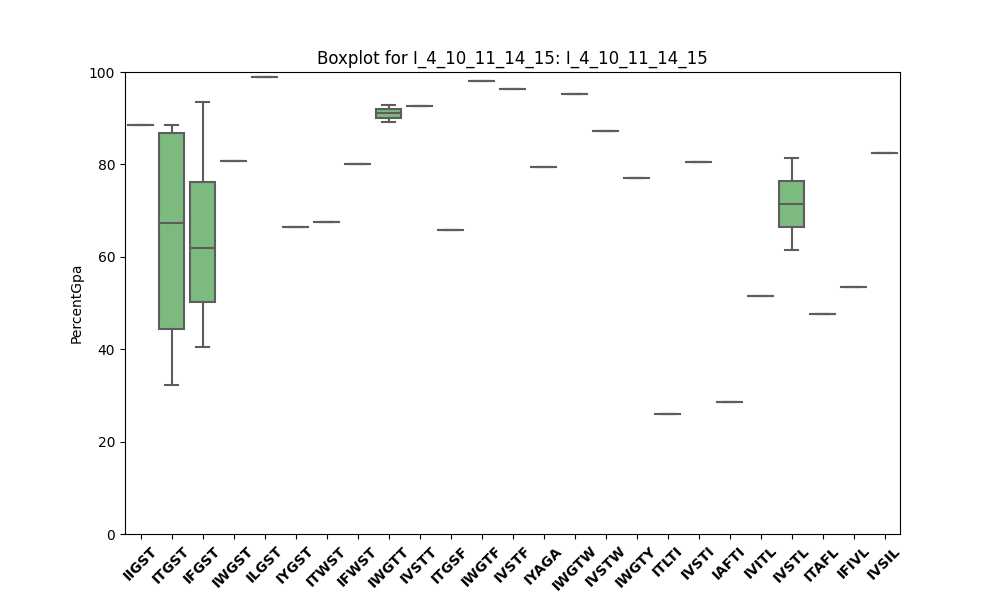 Boxplot for I_4_10_11_14_15: I_4_10_11_14_15
PercentGpa
100
80
60
40
20
0
IIGST
ITGST
IFGST
IWGST
ILGST
IYGST
ITWST
IFWST
IWGTT
IVSTT
ITGSF
IWGTF
IVSTF
IYAGA
IWGTW
IVSTW
IWGTY
ITLTI
IVSTI
IAFTI
IVITL
IVSTL
ITAFL
IFIVL
IVSIL